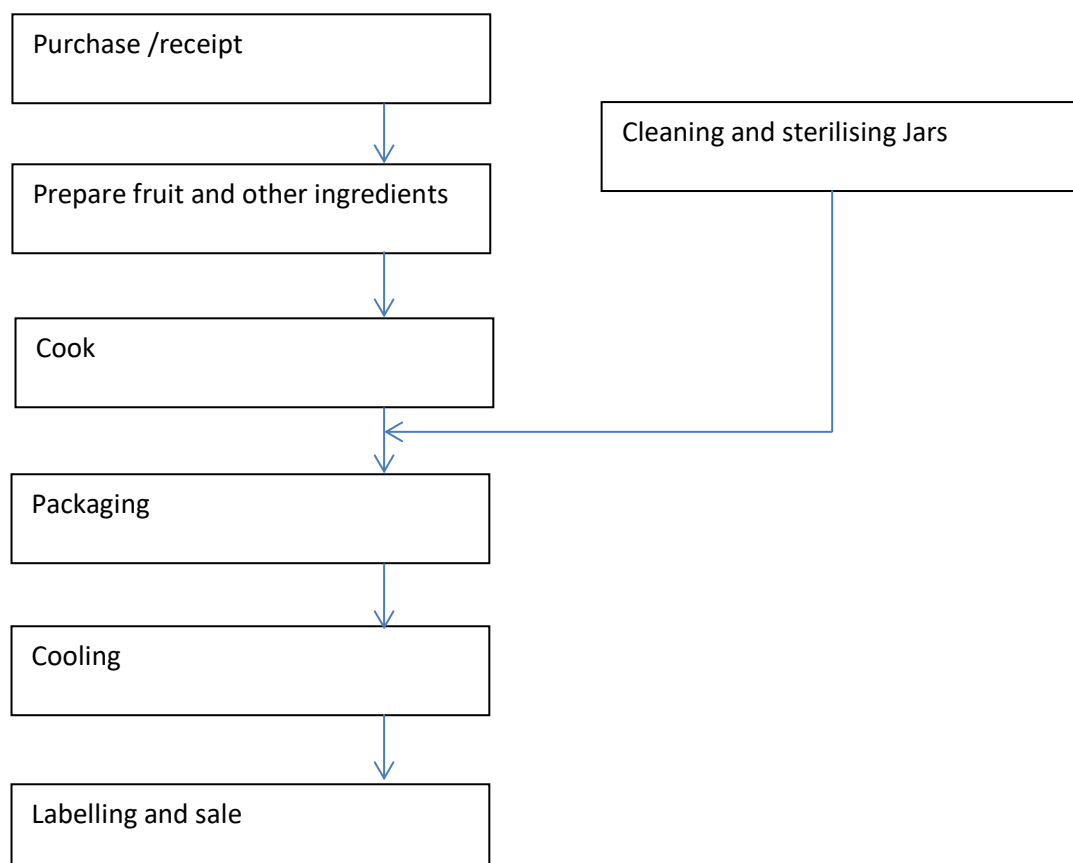 Purchase /receipt
Cleaning and sterilising Jars
Prepare fruit and other ingredients
Cook
Packaging
Cooling
Labelling and sale